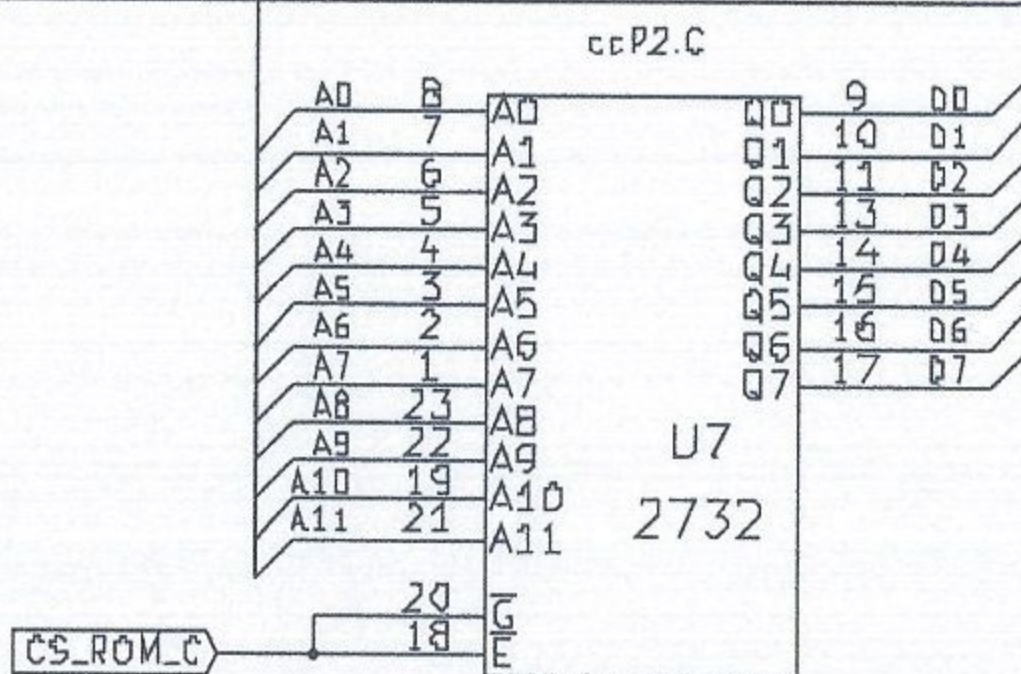 ccP2.C
A0 8 A0 Q0 9 D0
A1 7 A1 Q1 10 D1
A2 6 A2 Q2 11 D2
A3 5 A3 Q3 13 D3
A4 4 A4 Q4 14 D4
A5 3 A5 Q5 15 D5
A6 2 A6 Q6 16 D6
A7 1 A7 Q7 17 D7
A8 23 A8
A9 22 A9 U7
A10 19 A10
A11 21 A11 2732
20 G
CS_ROM_C 18 E